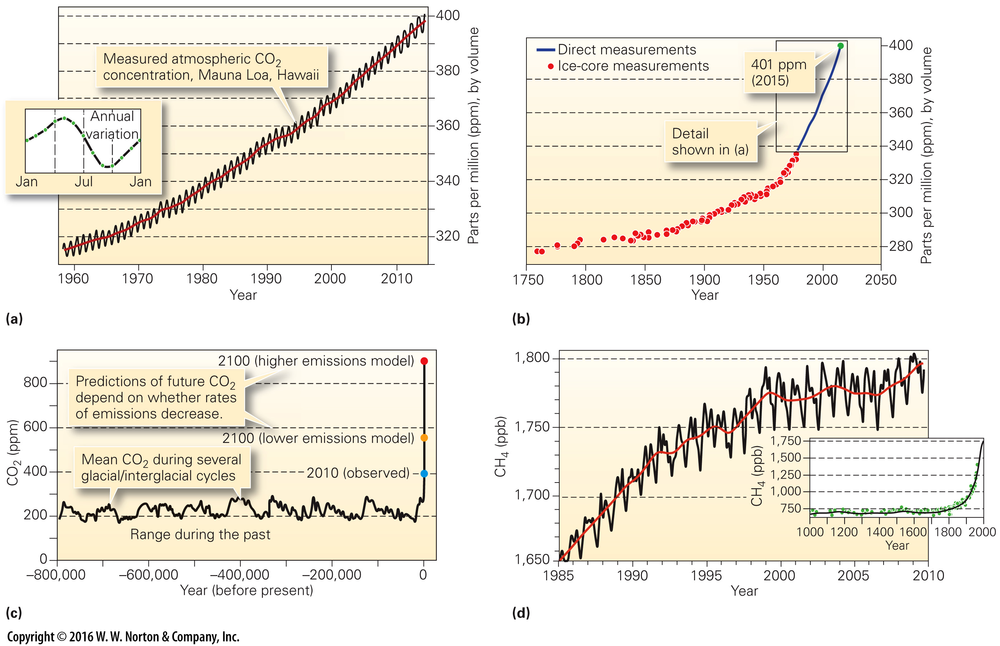 400
380
360
340
320
Parts per million (ppm), by volume
Measured atmospheric CO₂
concentration, Mauna Loa, Hawaii
Annual
variation
Jan Jul Jan
1960 1970 1980 1990 2000 2010
Year
(a)
Direct measurements
Ice-core measurements
401 ppm
(2015)
Detail
shown in (a)
400
380
360
340
320
300
280
Parts per million (ppm), by volume
1750 1800 1850 1900 1950 2000 2050
Year
(b)
CO₂ (ppm)
800
600
400
200
0
2100 (higher emissions model)
Predictions of future CO₂
depend on whether rates
of emissions decrease.
2100 (lower emissions model)
Mean CO₂ during several
glacial/interglacial cycles
2010 (observed)
Range during the past
–800,000 –600,000 –400,000 –200,000 0
Year (before present)
(c)
CH₄ (ppb)
1,800
1,750
1,700
1,650
CH₄ (ppb)
1,750
1,500
1,250
1,000
750
1000 1200 1400 1600 1800 2000
Year
1985 1990 1995 2000 2005 2010
Year
(d)
Copyright © 2016 W. W. Norton & Company, Inc.